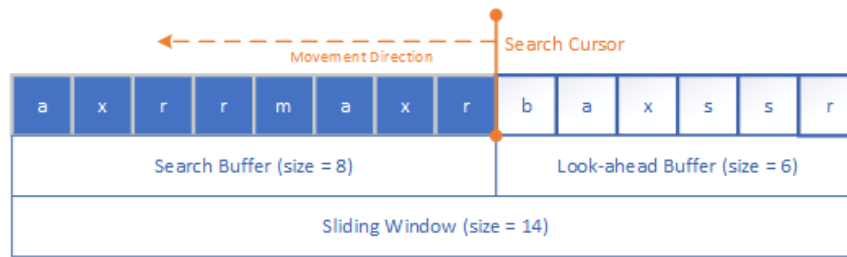 Search Cursor
Movement Direction
a x r r m a x r b a x s s r
Search Buffer (size = 8) Look-ahead Buffer (size = 6)
Sliding Window (size = 14)